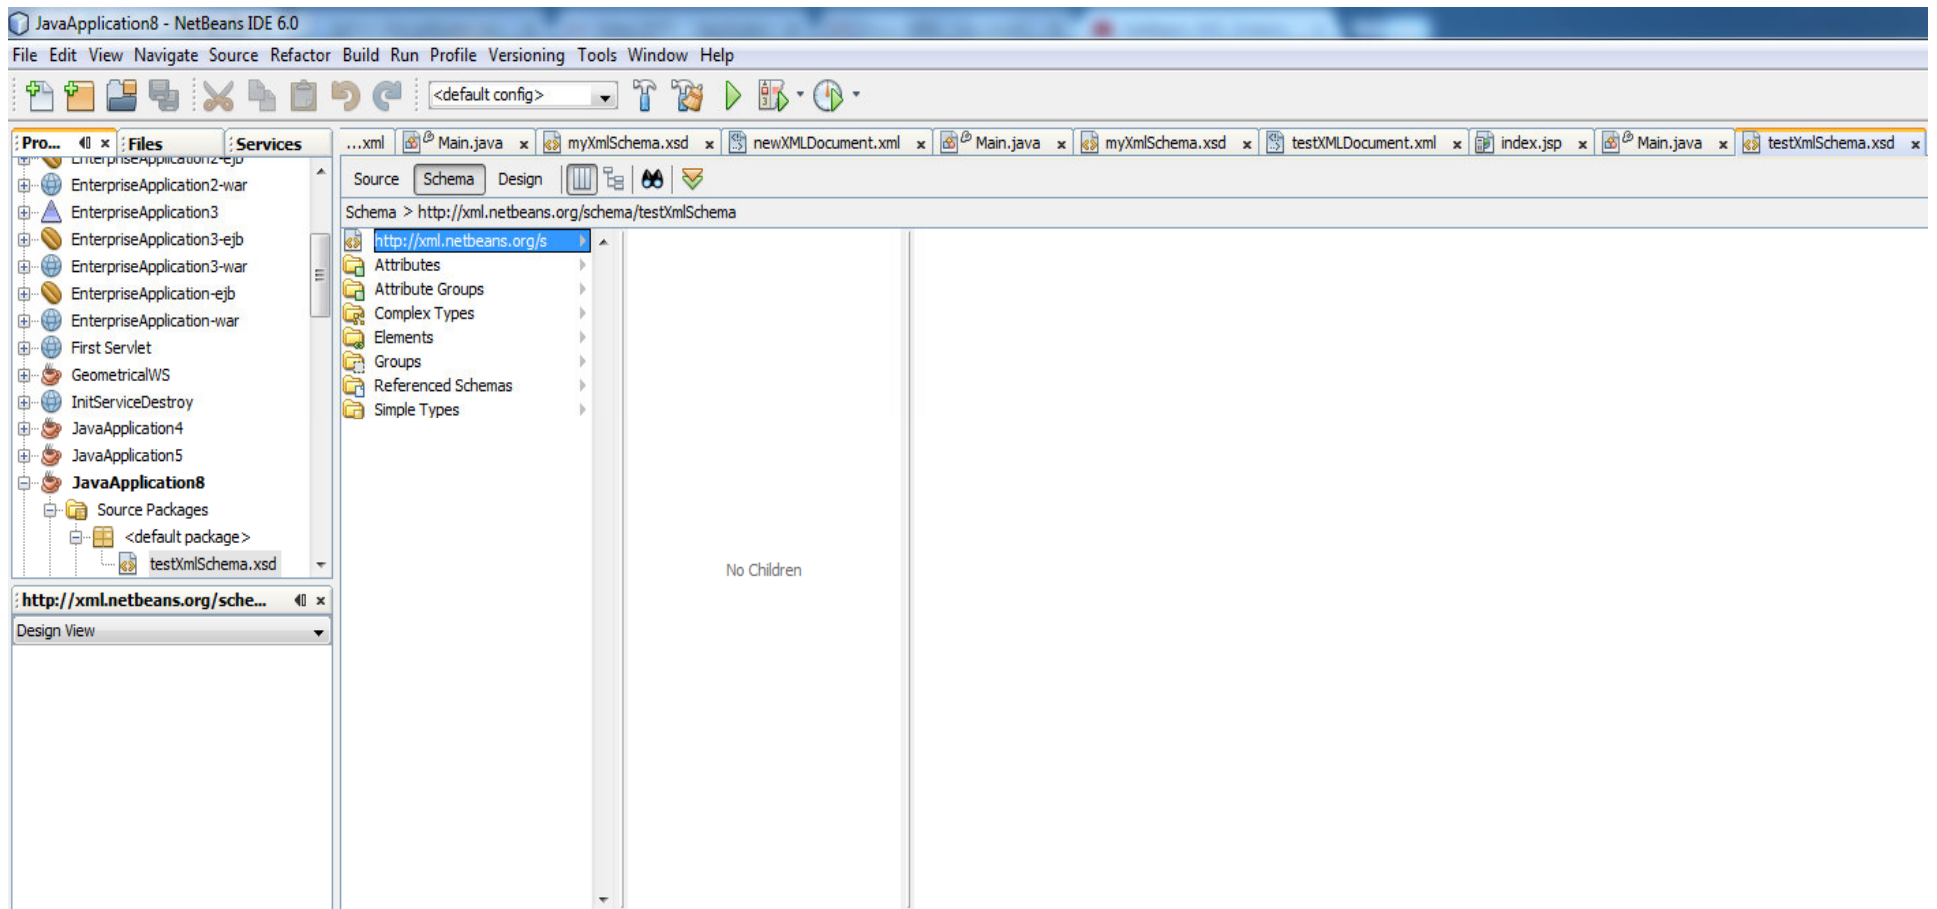 JavaApplication8 - NetBeans IDE 6.0
File Edit View Navigate Source Refactor Build Run Profile Versioning Tools Window Help
<default config>
Pro... Files Services
...xml Main.java myXmlSchema.xsd newXMLDocument.xml Main.java myXmlSchema.xsd testXMLDocument.xml index.jsp Main.java testXmlSchema.xsd
EnterpriseApplication2-ejb
EnterpriseApplication2-war
EnterpriseApplication3
EnterpriseApplication3-ejb
EnterpriseApplication3-war
EnterpriseApplication-ejb
EnterpriseApplication-war
First Servlet
GeometricalWS
InitServiceDestroy
JavaApplication4
JavaApplication5
JavaApplication8
Source Packages
<default package>
testXmlSchema.xsd
http://xml.netbeans.org/sche...
Design View
Source Schema Design
Schema > http://xml.netbeans.org/schema/testXmlSchema
http://xml.netbeans.org/s
Attributes
Attribute Groups
Complex Types
Elements
Groups
Referenced Schemas
Simple Types
No Children